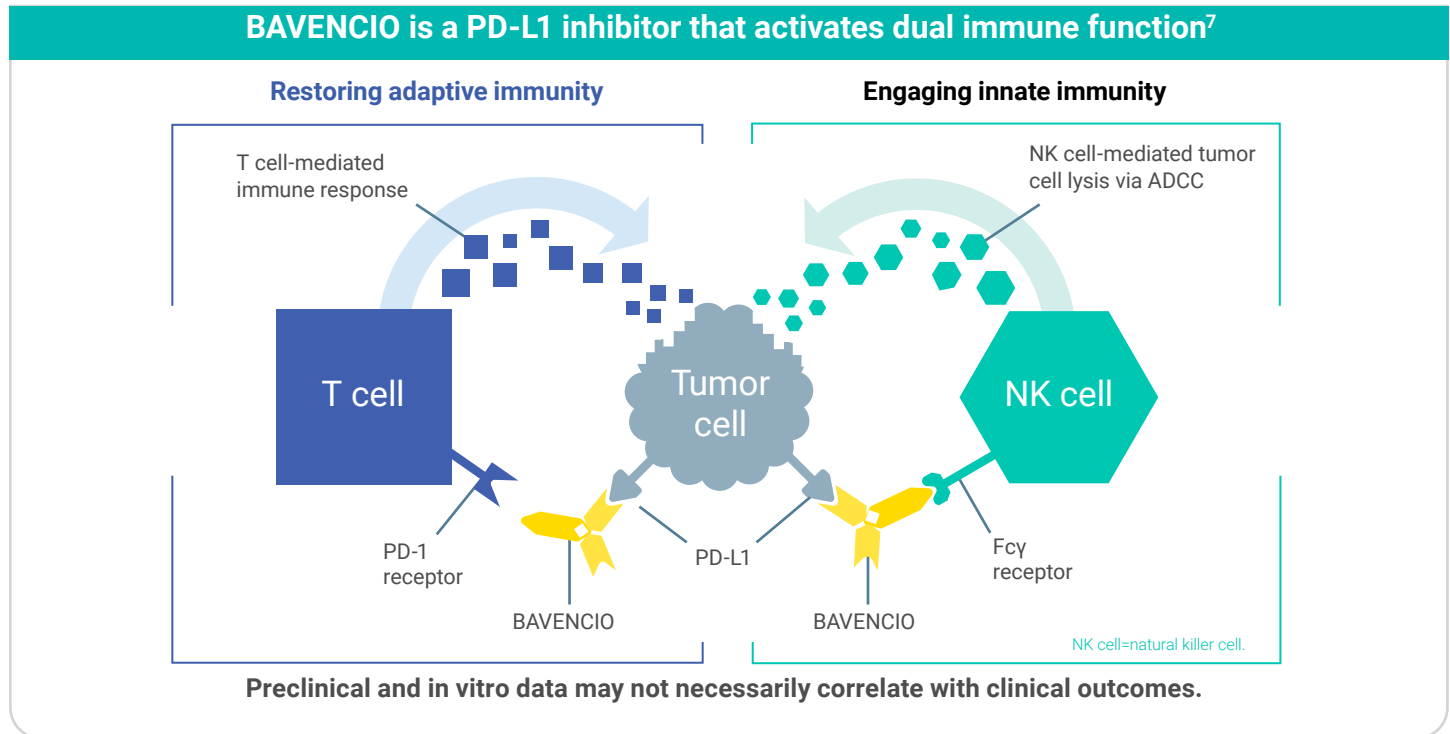 BAVENCIO is a PD-L1 inhibitor that activates dual immune function7
Restoring adaptive immunity
T cell-mediated
immune response
T cell
PD-1
receptor
BAVENCIO
Tumor
cell
PD-L1
Engaging innate immunity
NK cell-mediated tumor
cell lysis via ADCC
NK cell
Fcγ
receptor
BAVENCIO
NK cell=natural killer cell.
Preclinical and in vitro data may not necessarily correlate with clinical outcomes.